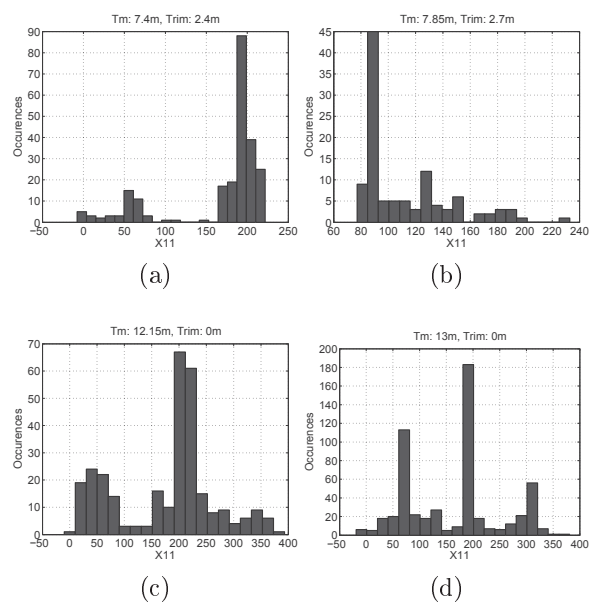 Tm: 7.4m, Trim: 2.4m
90
80
70
60
50
40
30
20
10
0
Occurences
−50 0 50 100 150 200 250
X11
(a)
Tm: 7.85m, Trim: 2.7m
45
40
35
30
25
20
15
10
5
0
Occurences
60 80 100 120 140 160 180 200 220 240
X11
(b)
Tm: 12.15m, Trim: 0m
70
60
50
40
30
20
10
0
Occurences
−50 0 50 100 150 200 250 300 350 400
X11
(c)
Tm: 13m, Trim: 0m
200
180
160
140
120
100
80
60
40
20
0
Occurences
−50 0 50 100 150 200 250 300 350 400
X11
(d)